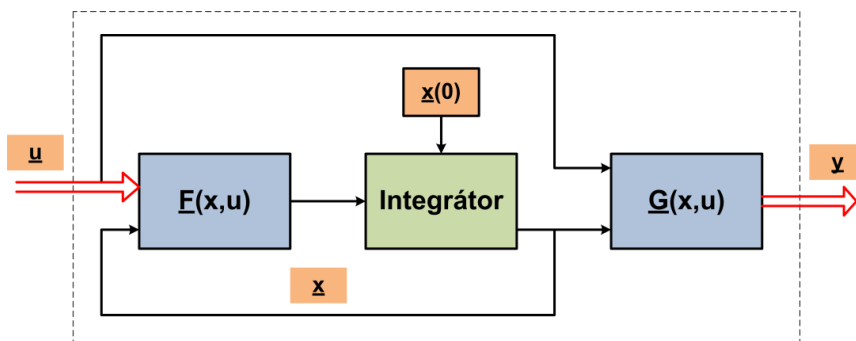 x(0)
u
y
F(x,u)
Integrátor
G(x,u)
x